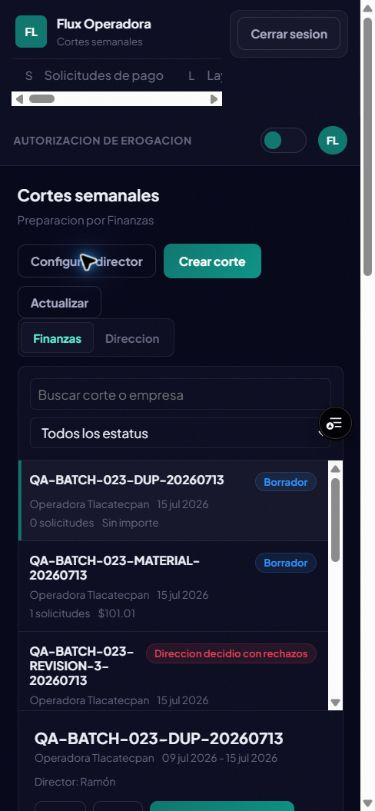 FL
Flux Operadora
Cortes semanales
Cerrar sesion
S Solicitudes de pago L
AUTORIZACION DE EROGACION
FL
Cortes semanales
Preparacion por Finanzas
director
Crear corte
Actualizar
Finanzas
Direccion
Buscar corte o empresa
Todos los estatus
QA-BATCH-023-DUP-20260713
Borrador
Operadora Tlacatecpan 15 jul 2026
0 solicitudes Sin importe
QA-BATCH-023-MATERIAL-
20260713
Borrador
Operadora Tlacatecpan 15 jul 2026
1 solicitudes $101.01
QA-BATCH-023-
REVISION-3-
20260713
Direccion decidio con rechazos
Operadora Tlacatecpan 15 jul 2026
QA-BATCH-023-DUP-20260713
Operadora Tlacatecpan 09 jul 2026 - 15 jul 2026
Director: Ramón